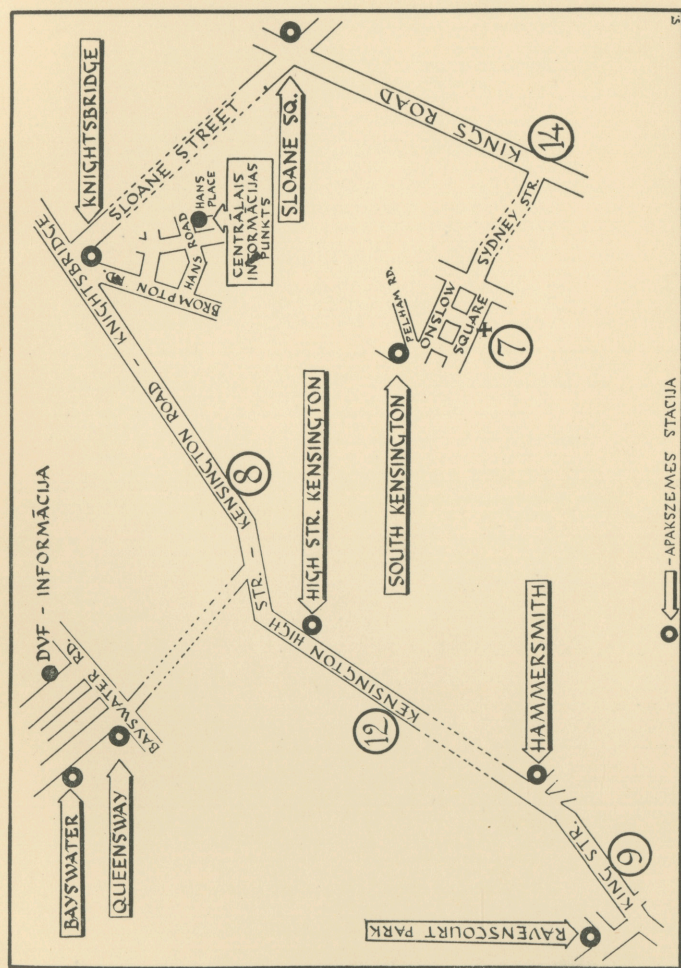 KNIGHTSBRIDGE
SLOANE STREET
SLOANE SQ.
KINGS ROAD
14
SYDNEY STR.
KNIGHTSBRIDGE
HANS PLACE
HANS ROAD
BROMPTON RD.
CENTRĀLAIS
INFORMĀCIJAS
PUNKTS
PELHAM RD.
ONSLOW
SQUARE
7
SOUTH KENSINGTON
KENSINGTON ROAD -
8
KENSINGTON HIGH STR. -
HIGH STR. KENSINGTON
12
DVF - INFORMĀCIJA
BAYSWATER RD.
BAYSWATER
QUEENSWAY
HAMMERSMITH
KING STR.
RAVENSCOURT PARK
- APAKSZEMES STACIJA